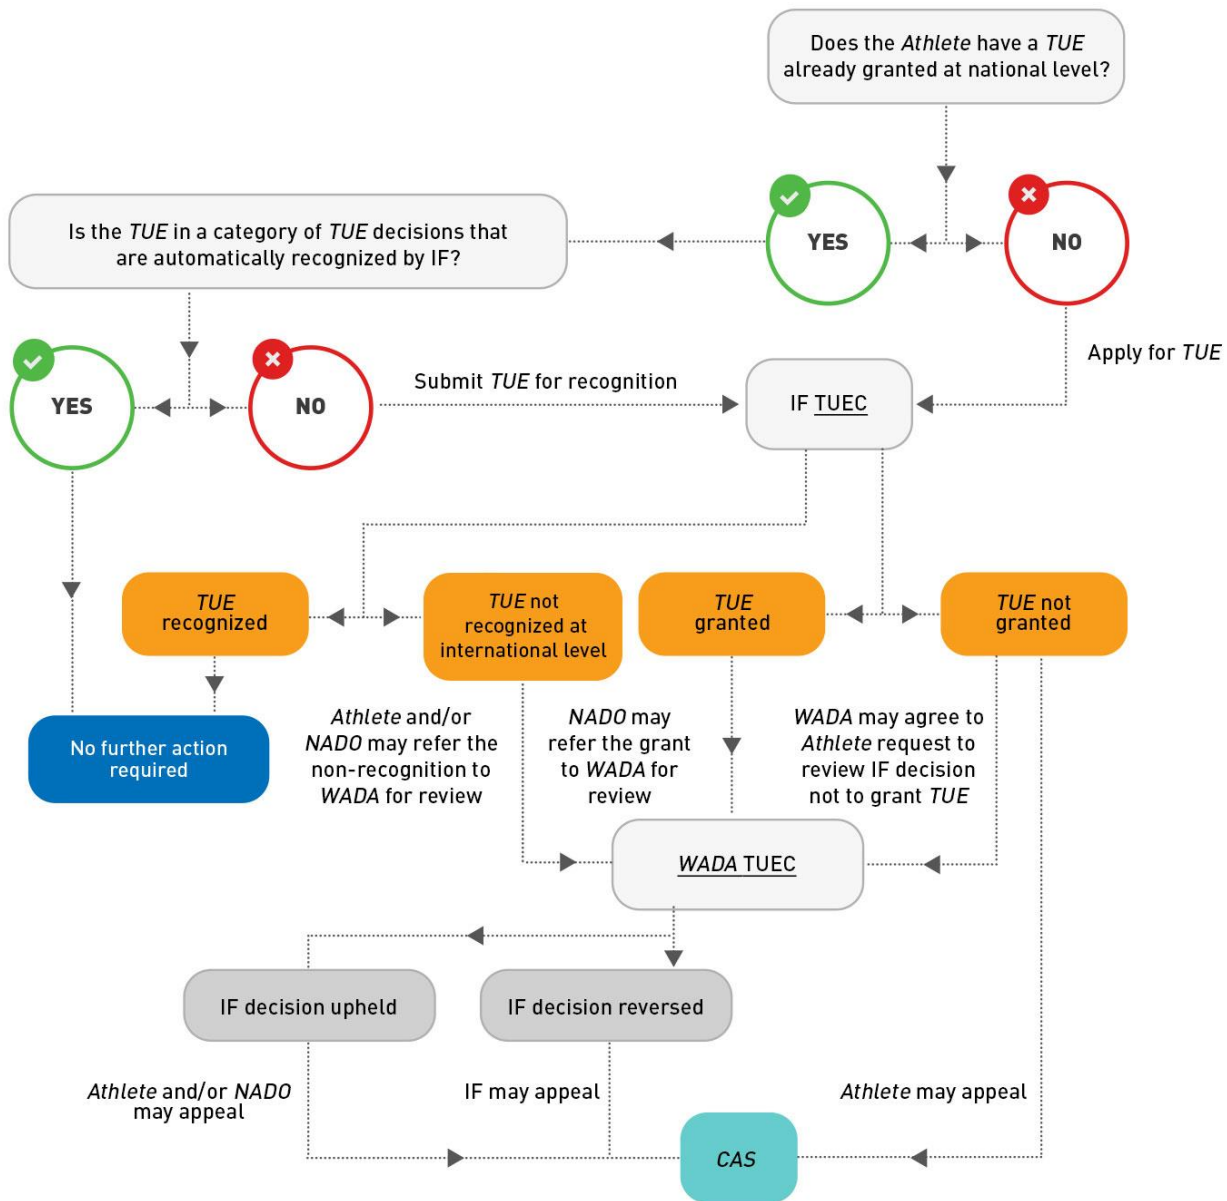 Does the Athlete have a TUE
already granted at national level?
YES
NO
Is the TUE in a category of TUE decisions that
are automatically recognized by IF?
YES
NO
Submit TUE for recognition
Apply for TUE
IF TUEC
TUE
recognized
TUE not
recognized at
international level
TUE
granted
TUE not
granted
No further action
required
Athlete and/or
NADO may refer the
non-recognition to
WADA for review
NADO may
refer the grant
to WADA for
review
WADA may agree to
Athlete request to
review IF decision
not to grant TUE
WADA TUEC
IF decision upheld
IF decision reversed
Athlete and/or NADO
may appeal
IF may appeal
Athlete may appeal
CAS